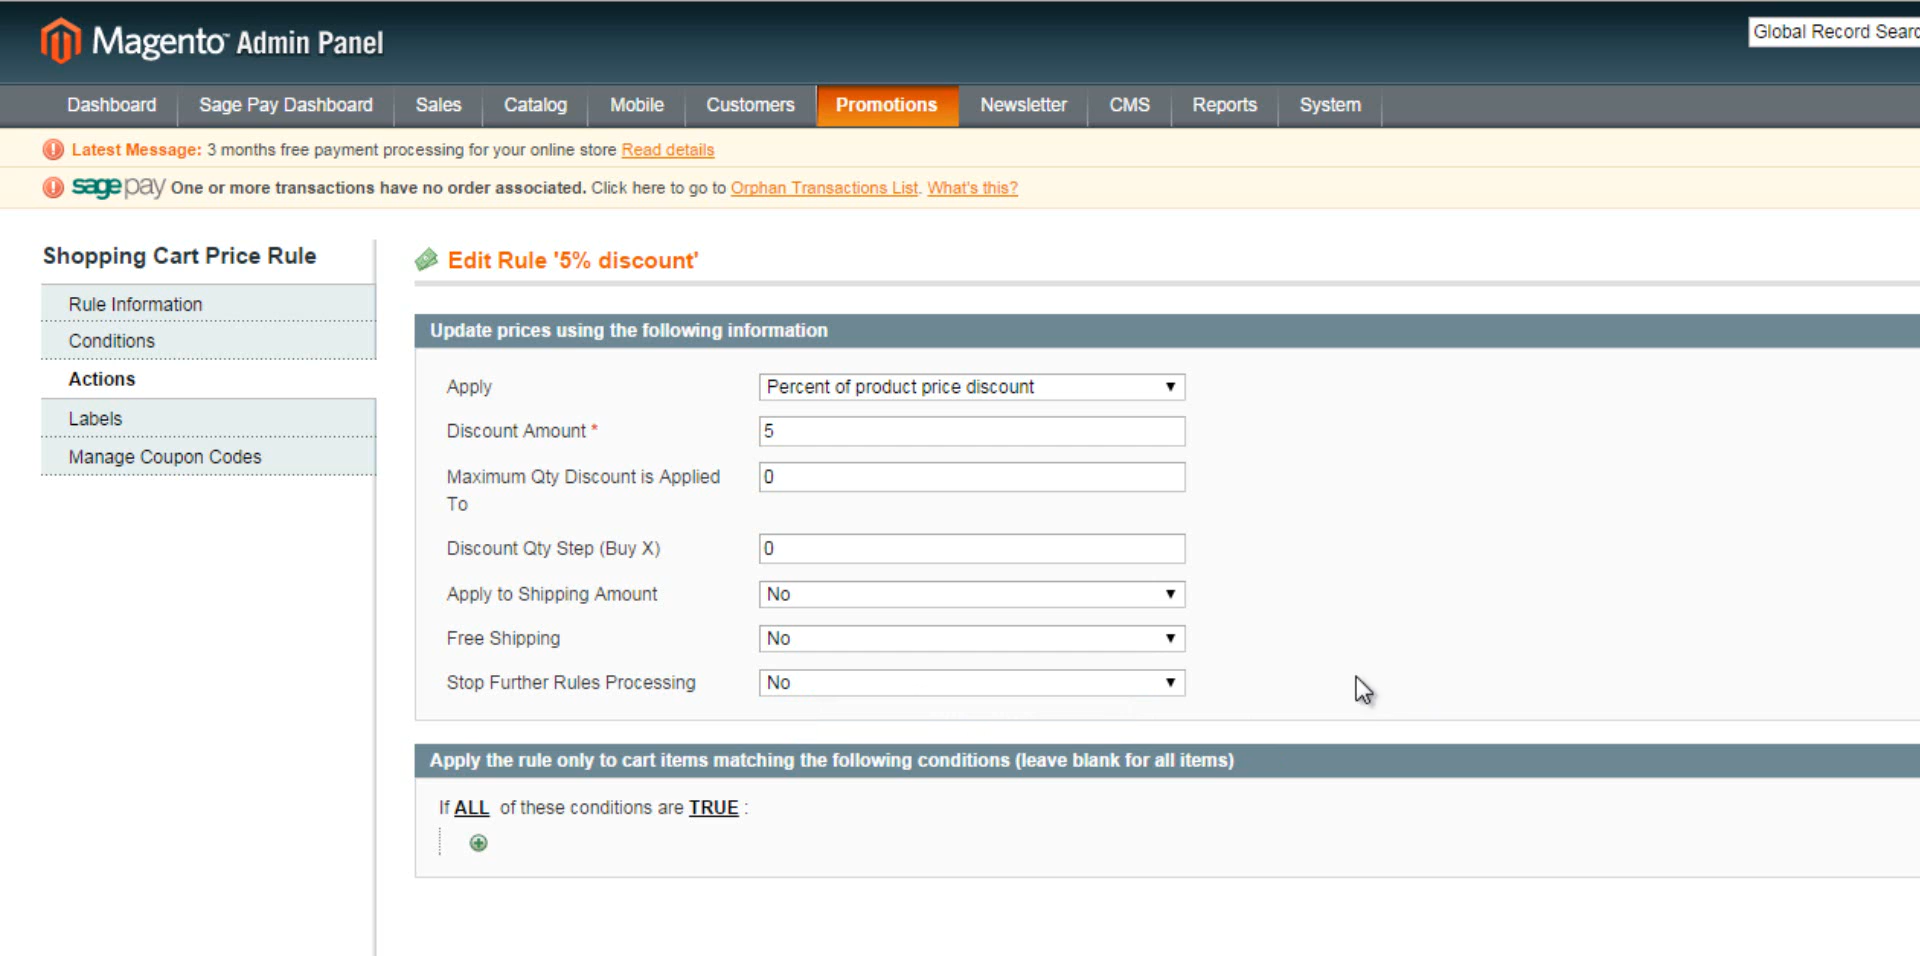 Magento™ Admin Panel
Global Record Searc
Dashboard Sage Pay Dashboard Sales Catalog Mobile Customers Promotions Newsletter CMS Reports System
Latest Message: 3 months free payment processing for your online store Read details
sage pay One or more transactions have no order associated. Click here to go to Orphan Transactions List. What's this?
Shopping Cart Price Rule
Rule Information
Conditions
Actions
Labels
Manage Coupon Codes
Edit Rule '5% discount'
Update prices using the following information
Apply Percent of product price discount
Discount Amount * 5
Maximum Qty Discount is Applied 0
To
Discount Qty Step (Buy X) 0
Apply to Shipping Amount No
Free Shipping No
Stop Further Rules Processing No
Apply the rule only to cart items matching the following conditions (leave blank for all items)
If ALL of these conditions are TRUE :